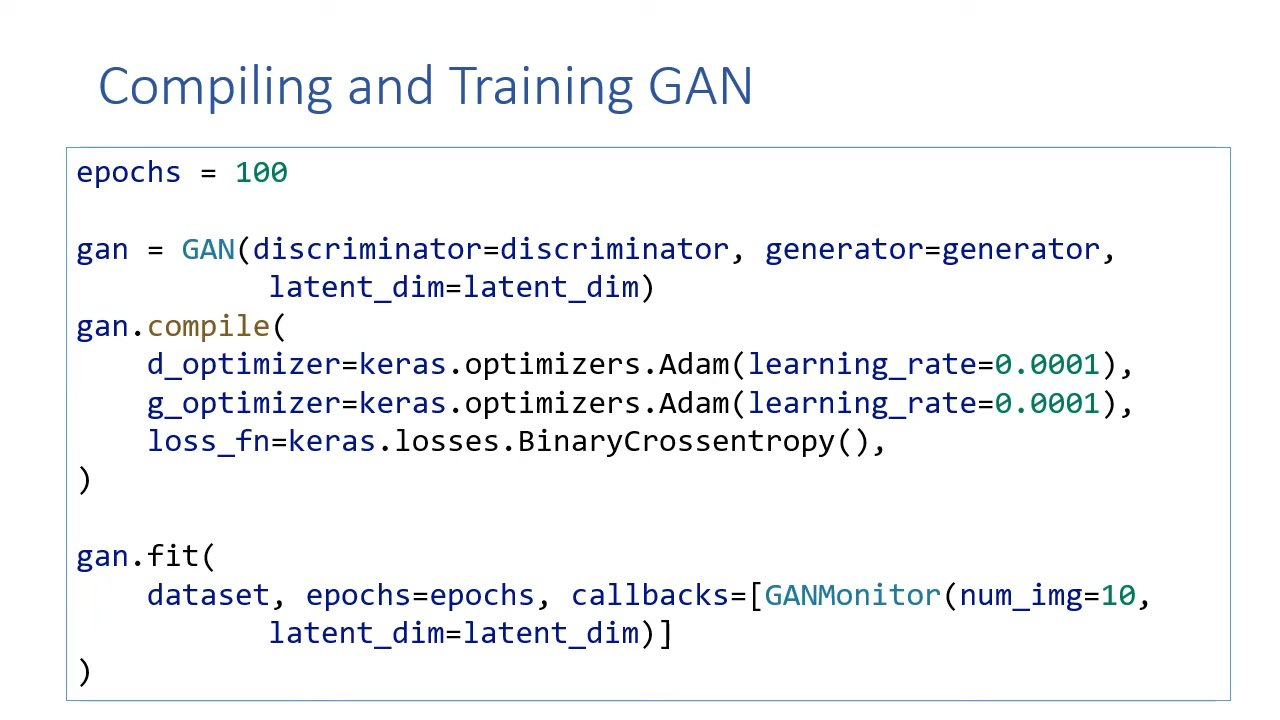 Compiling and Training GAN
epochs = 100
gan = GAN(discriminator=discriminator, generator=generator,
latent_dim=latent_dim)
gan.compile(
d_optimizer=keras.optimizers.Adam(learning_rate=0.0001),
g_optimizer=keras.optimizers.Adam(learning_rate=0.0001),
loss_fn=keras.losses.BinaryCrossentropy(),
)
gan.fit(
dataset, epochs=epochs, callbacks=[GANMonitor(num_img=10,
latent_dim=latent_dim)]
)